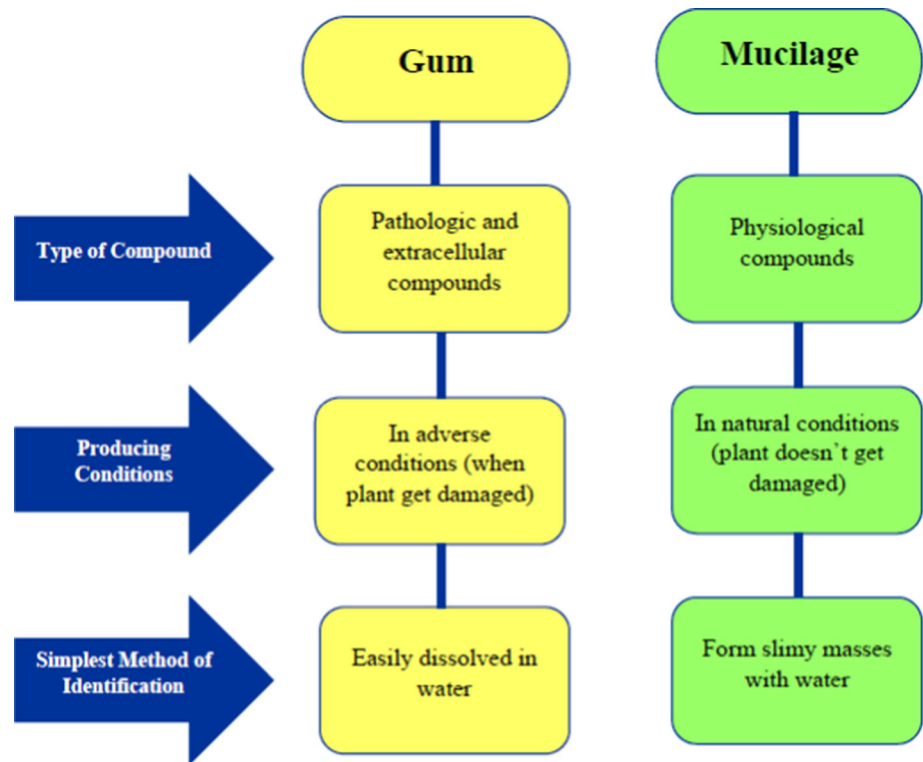 Gum
Mucilage
Type of Compound
Pathologic and
extracellular
compounds
Physiological
compounds
Producing
Conditions
In adverse
conditions (when
plant get damaged)
In natural conditions
(plant doesn't get
damaged)
Simplest Method of
Identification
Easily dissolved in
water
Form slimy masses
with water